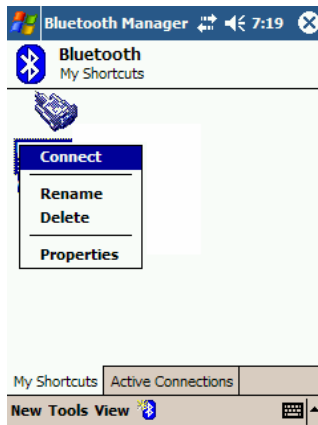 Bluetooth Manager 7:19
Bluetooth
My Shortcuts
Connect
Rename
Delete
Properties
My Shortcuts Active Connections
New Tools View